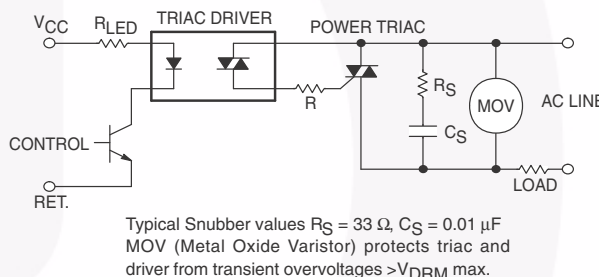 TRIAC DRIVER
POWER TRIAC
VCC
RLED
R
RS
CS
MOV
AC LINE
CONTROL
RET.
LOAD
Typical Snubber values RS = 33 Ω, CS = 0.01 μF
MOV (Metal Oxide Varistor) protects triac and
driver from transient overvoltages >VDRM max.